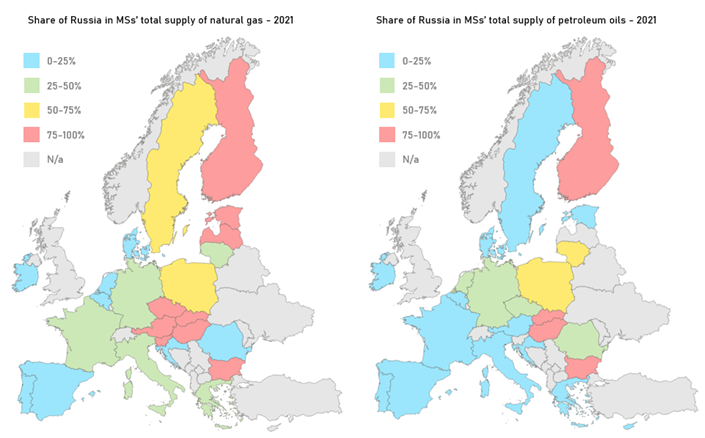 Share of Russia in MSs' total supply of natural gas - 2021
0-25%
25-50%
50-75%
75-100%
N/a
Share of Russia in MSs' total supply of petroleum oils - 2021
0-25%
25-50%
50-75%
75-100%
N/a